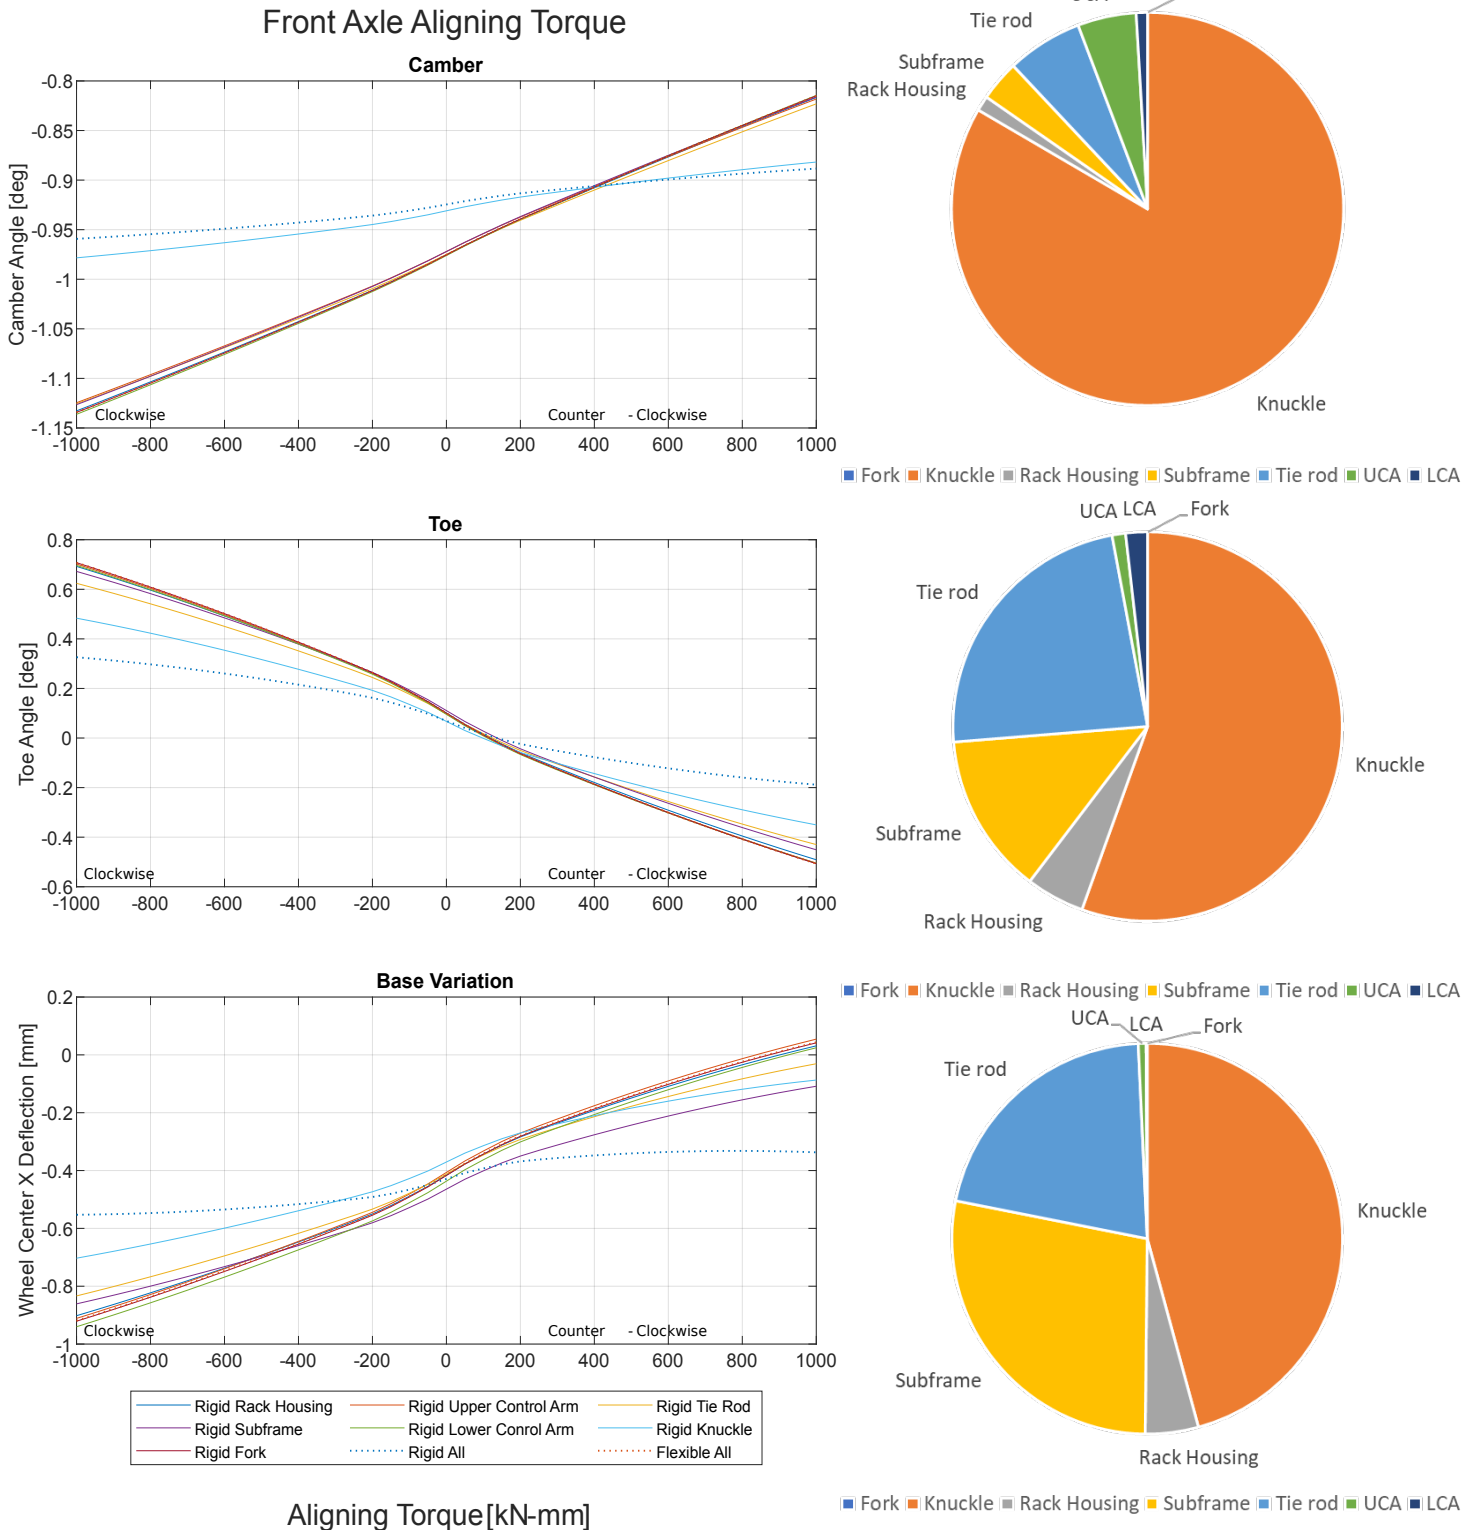 Front Axle Aligning Torque
Camber
Camber Angle [deg]
-0.8
-0.85
-0.9
-0.95
-1
-1.05
-1.1
-1.15
Clockwise
Counter - Clockwise
-1000 -800 -600 -400 -200 0 200 400 600 800 1000
Tie rod
Subframe
Rack Housing
Knuckle
Fork Knuckle Rack Housing Subframe Tie rod UCA LCA
Toe
Toe Angle [deg]
0.8
0.6
0.4
0.2
0
-0.2
-0.4
-0.6
Clockwise
Counter - Clockwise
-1000 -800 -600 -400 -200 0 200 400 600 800 1000
UCA LCA Fork
Tie rod
Knuckle
Subframe
Rack Housing
Fork Knuckle Rack Housing Subframe Tie rod UCA LCA
Base Variation
Wheel Center X Deflection [mm]
0.2
0
-0.2
-0.4
-0.6
-0.8
-1
Clockwise
Counter - Clockwise
-1000 -800 -600 -400 -200 0 200 400 600 800 1000
UCA LCA Fork
Tie rod
Knuckle
Subframe
Rack Housing
Rigid Rack Housing Rigid Upper Control Arm Rigid Tie Rod
Rigid Subframe Rigid Lower Conrol Arm Rigid Knuckle
Rigid Fork Rigid All Flexible All
Fork Knuckle Rack Housing Subframe Tie rod UCA LCA
Aligning Torque[kN-mm]